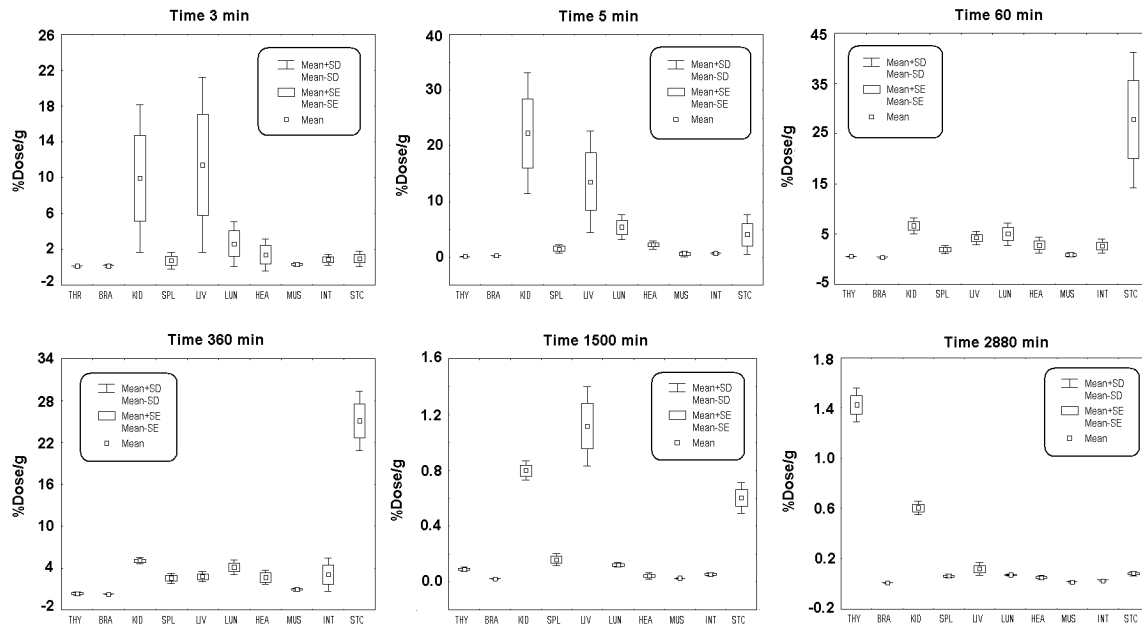 Time 3 min
26
22
18
14
10
6
2
-2
%Dose/g
Mean+SD
Mean-SD
Mean+SE
Mean-SE
Mean
THR BRA KID SPL LIV LUN HEA MUS INT STC
Time 5 min
40
30
20
10
0
%Dose/g
Mean+SD
Mean-SD
Mean+SE
Mean-SE
Mean
THY BRA KID SPL LIV LUN HEA MUS INT STC
Time 60 min
45
35
25
15
5
-5
%Dose/g
Mean+SD
Mean-SD
Mean+SE
Mean-SE
Mean
THY BRA KID SPL LIV LUN HEA MUS INT STC
Time 360 min
34
28
22
16
10
4
-2
%Dose/g
Mean+SD
Mean-SD
Mean+SE
Mean-SE
Mean
THY BRA KID SPL LIV LUN HEA MUS INT STC
Time 1500 min
1.6
1.2
0.8
0.4
0.0
%Dose/g
Mean+SD
Mean-SD
Mean+SE
Mean-SE
Mean
THY BRA KID SPL LIV LUN HEA MUS INT STC
Time 2880 min
1.8
1.4
1.0
0.6
0.2
-0.2
%Dose/g
Mean+SD
Mean-SD
Mean+SE
Mean-SE
Mean
THY BRA KID SPL LIV LUN HEA MUS INT STC